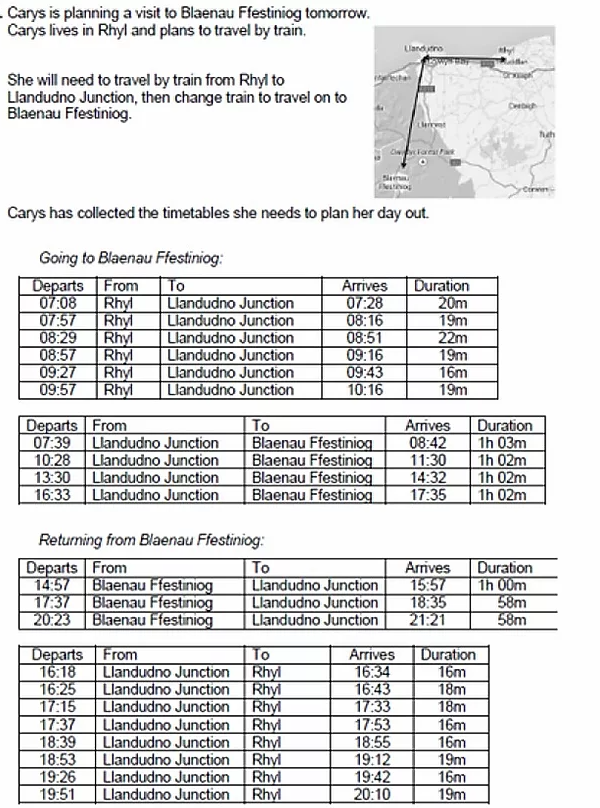 . Carys is planning a visit to Blaenau Ffestiniog tomorrow.
Carys lives in Rhyl and plans to travel by train.
She will need to travel by train from Rhyl to
Llandudno Junction, then change train to travel on to
Blaenau Ffestiniog.
Llandudno Rhyl
Denbigh
Blaenau
Ffestiniog
Corwen
Carys has collected the timetables she needs to plan her day out.
Going to Blaenau Ffestiniog:
Departs From To Arrives Duration
07:08 Rhyl Llandudno Junction 07:28 20m
07:57 Rhyl Llandudno Junction 08:16 19m
08:29 Rhyl Llandudno Junction 08:51 22m
08:57 Rhyl Llandudno Junction 09:16 19m
09:27 Rhyl Llandudno Junction 09:43 16m
09:57 Rhyl Llandudno Junction 10:16 19m
Departs From To Arrives Duration
07:39 Llandudno Junction Blaenau Ffestiniog 08:42 1h 03m
10:28 Llandudno Junction Blaenau Ffestiniog 11:30 1h 02m
13:30 Llandudno Junction Blaenau Ffestiniog 14:32 1h 02m
16:33 Llandudno Junction Blaenau Ffestiniog 17:35 1h 02m
Returning from Blaenau Ffestiniog:
Departs From To Arrives Duration
14:57 Blaenau Ffestiniog Llandudno Junction 15:57 1h 00m
17:37 Blaenau Ffestiniog Llandudno Junction 18:35 58m
20:23 Blaenau Ffestiniog Llandudno Junction 21:21 58m
Departs From To Arrives Duration
16:18 Llandudno Junction Rhyl 16:34 16m
16:25 Llandudno Junction Rhyl 16:43 18m
17:15 Llandudno Junction Rhyl 17:33 18m
17:37 Llandudno Junction Rhyl 17:53 16m
18:39 Llandudno Junction Rhyl 18:55 16m
18:53 Llandudno Junction Rhyl 19:12 19m
19:26 Llandudno Junction Rhyl 19:42 16m
19:51 Llandudno Junction Rhyl 20:10 19m